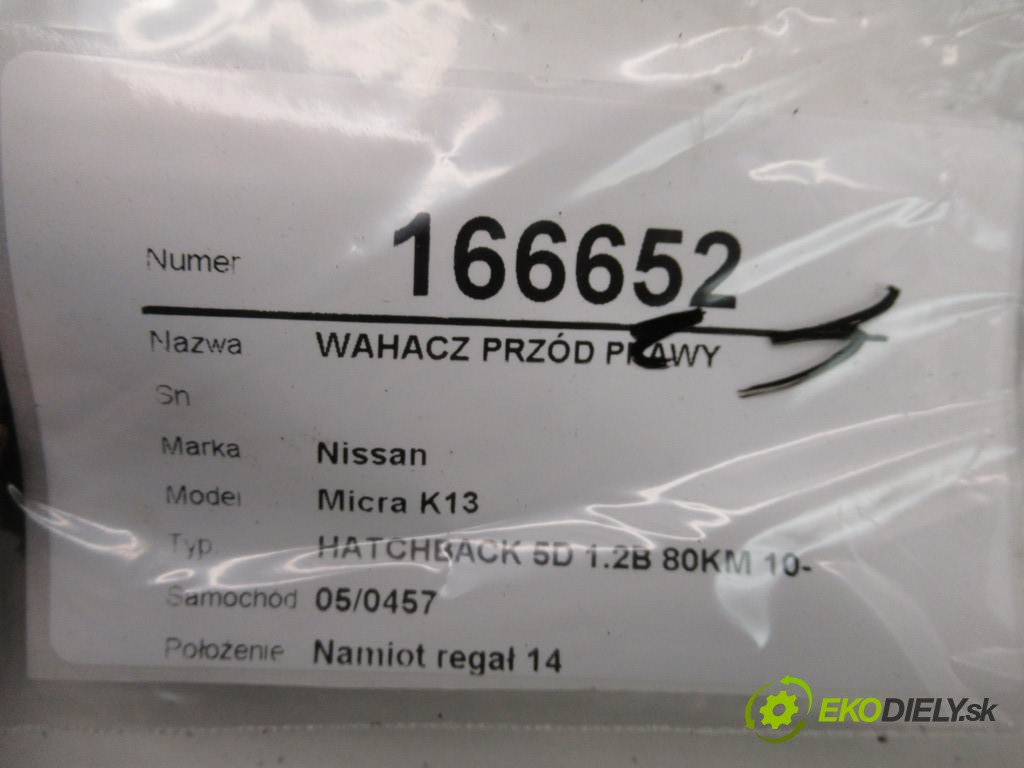 Numer 166652
Nazwa WAHACZ PRZÓD PRAWY
Sn
Marka Nissan
Model Micra K13
Typ HATCHBACK 5D 1.2B 80KM 10-
Samochód 05/0457
Położenie Namiot regał 14
EKODIELY.sk